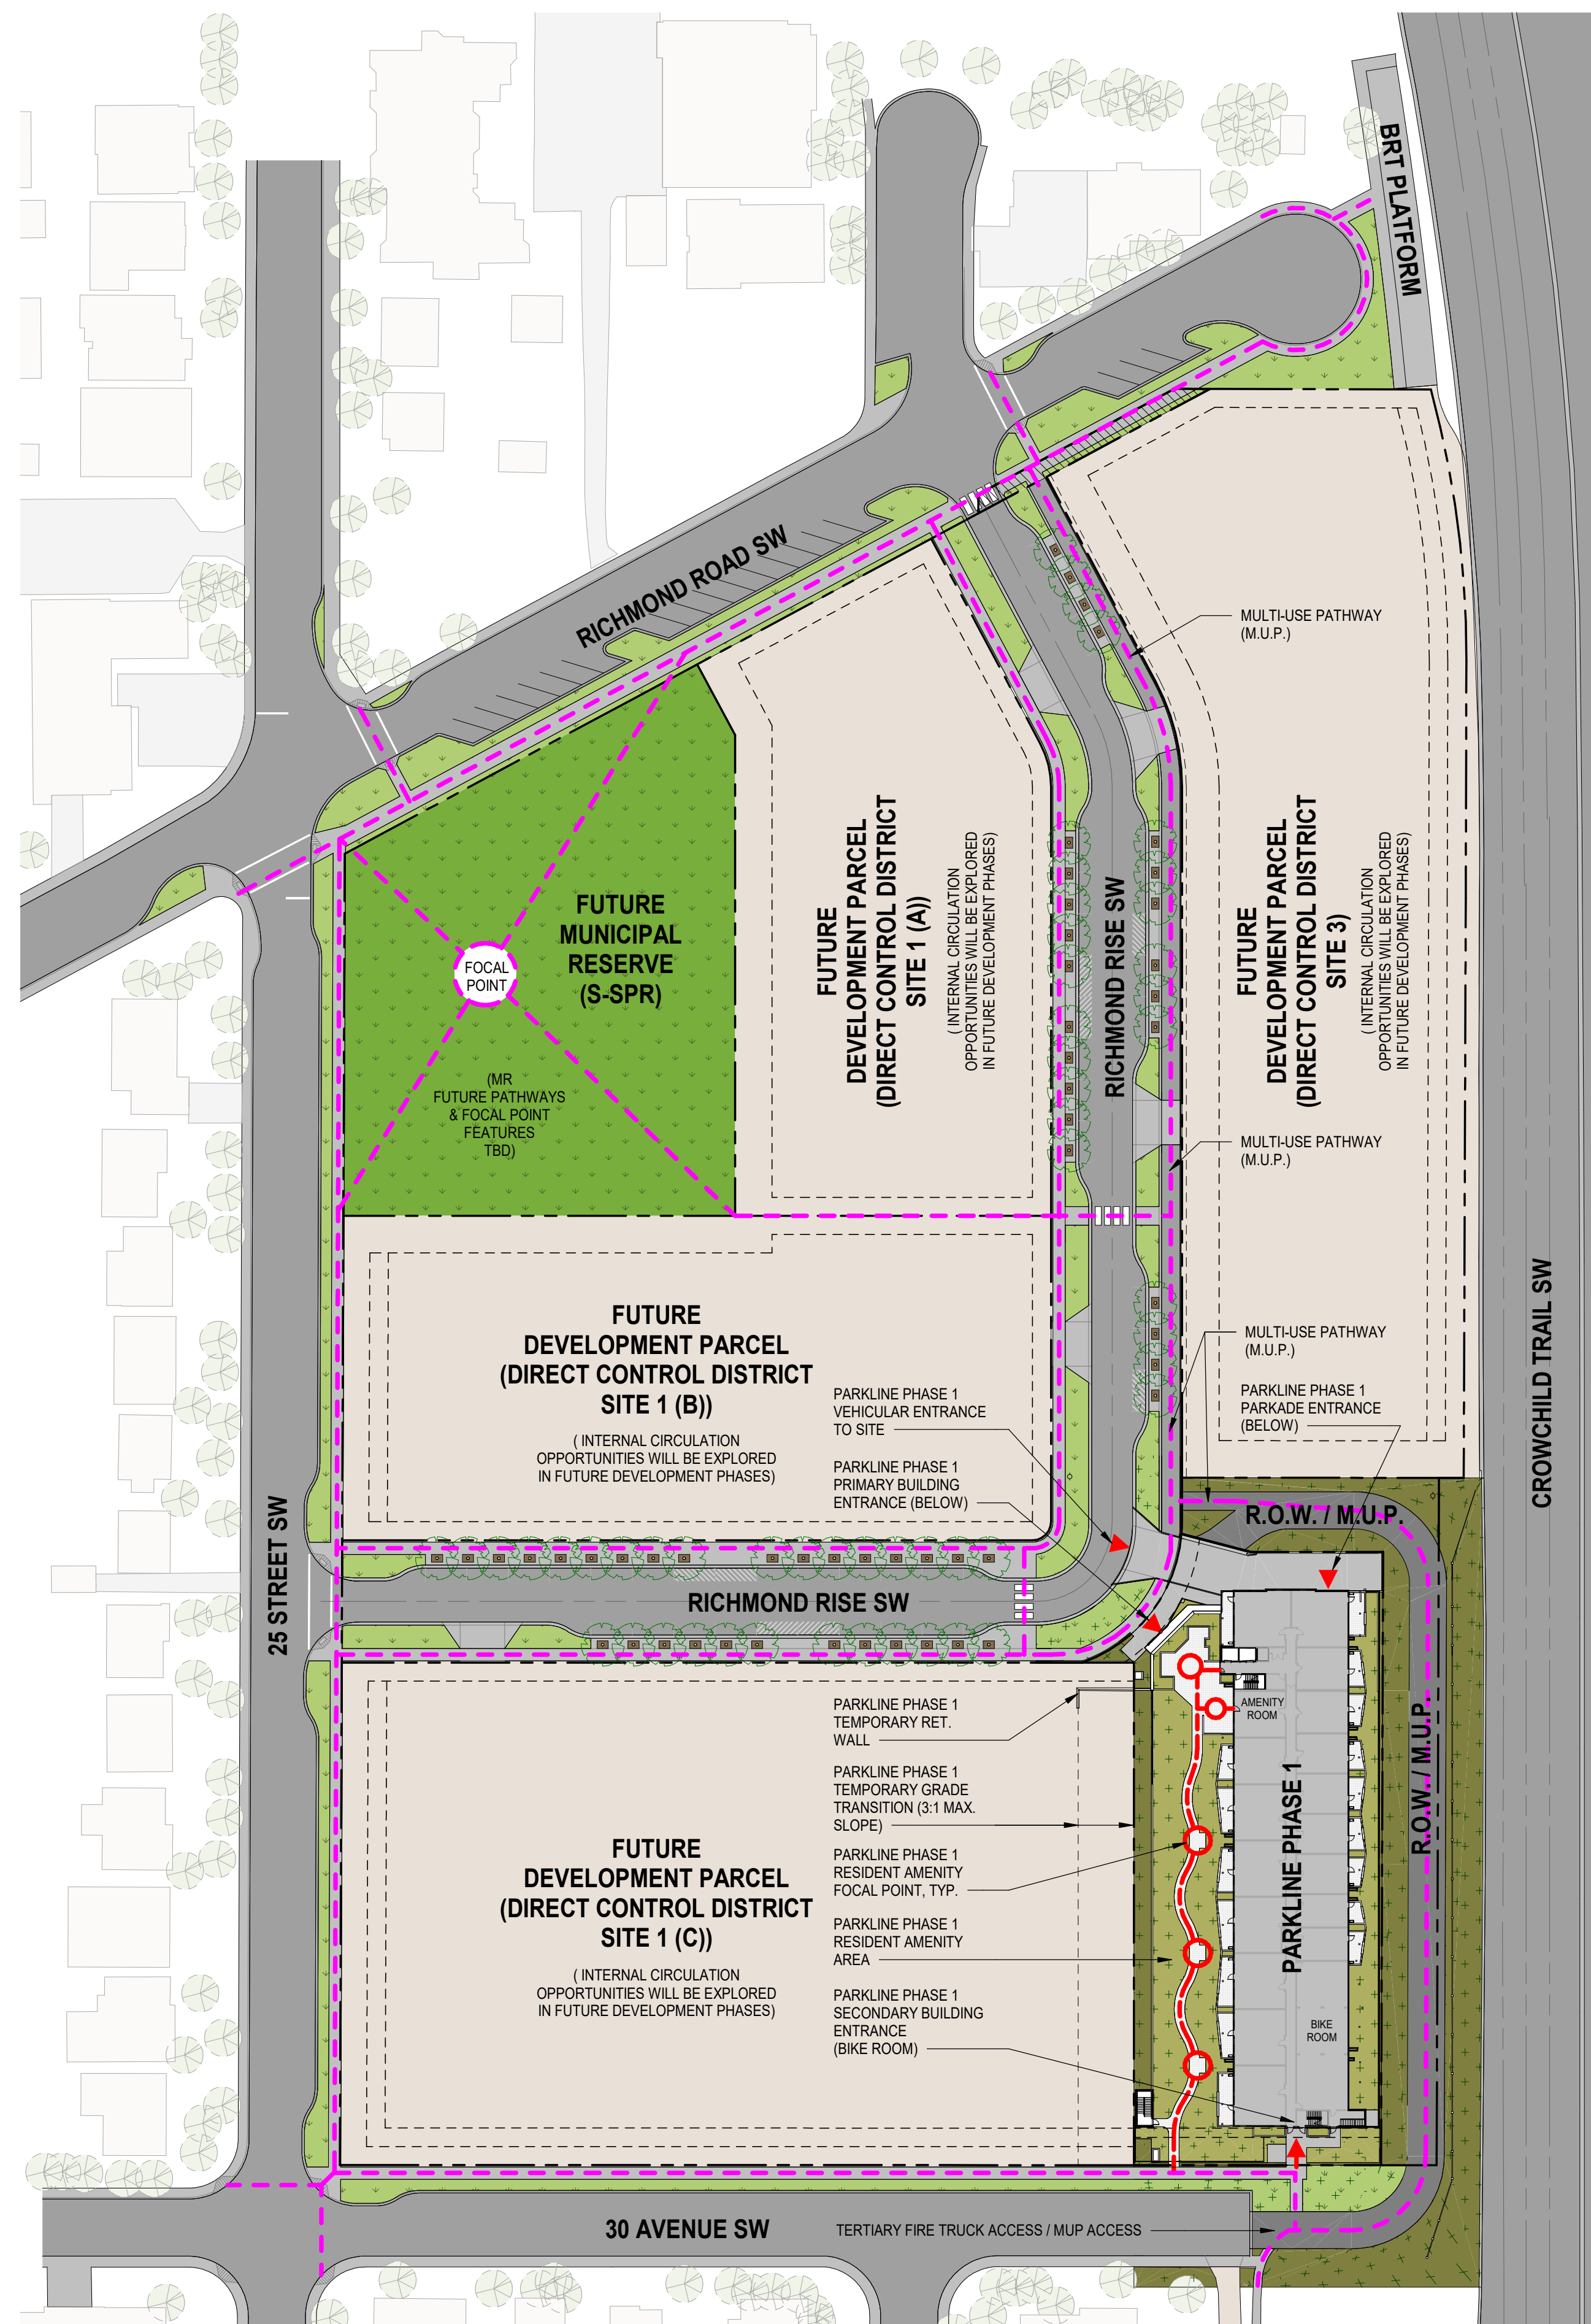 BRT PLATFORM
RICHMOND ROAD SW
MULTI-USE PATHWAY
(M.U.P.)
FUTURE
MUNICIPAL
RESERVE
(S-SPR)
FOCAL
POINT
(MR
FUTURE PATHWAYS
& FOCAL POINT
FEATURES
TBD)
FUTURE
DEVELOPMENT PARCEL
(DIRECT CONTROL DISTRICT
SITE 1 (A))
( INTERNAL CIRCULATION
OPPORTUNITIES WILL BE EXPLORED
IN FUTURE DEVELOPMENT PHASES)
RICHMOND RISE SW
FUTURE
DEVELOPMENT PARCEL
(DIRECT CONTROL DISTRICT
SITE 3)
( INTERNAL CIRCULATION
OPPORTUNITIES WILL BE EXPLORED
IN FUTURE DEVELOPMENT PHASES)
MULTI-USE PATHWAY
(M.U.P.)
CROWCHILD TRAIL SW
FUTURE
DEVELOPMENT PARCEL
(DIRECT CONTROL DISTRICT
SITE 1 (B))
( INTERNAL CIRCULATION
OPPORTUNITIES WILL BE EXPLORED
IN FUTURE DEVELOPMENT PHASES)
PARKLINE PHASE 1
VEHICULAR ENTRANCE
TO SITE
PARKLINE PHASE 1
PRIMARY BUILDING
ENTRANCE (BELOW)
MULTI-USE PATHWAY
(M.U.P.)
PARKLINE PHASE 1
PARKADE ENTRANCE
(BELOW)
R.O.W. / M.U.P.
25 STREET SW
RICHMOND RISE SW
AMENITY
ROOM
PARKLINE PHASE 1
TEMPORARY RET.
WALL
PARKLINE PHASE 1
TEMPORARY GRADE
TRANSITION (3:1 MAX.
SLOPE)
PARKLINE PHASE 1
RESIDENT AMENITY
FOCAL POINT, TYP.
PARKLINE PHASE 1
RESIDENT AMENITY
AREA
PARKLINE PHASE 1
SECONDARY BUILDING
ENTRANCE
(BIKE ROOM)
FUTURE
DEVELOPMENT PARCEL
(DIRECT CONTROL DISTRICT
SITE 1 (C))
( INTERNAL CIRCULATION
OPPORTUNITIES WILL BE EXPLORED
IN FUTURE DEVELOPMENT PHASES)
PARKLINE PHASE 1
R.O.W. / M.U.P.
BIKE
ROOM
30 AVENUE SW
TERTIARY FIRE TRUCK ACCESS / MUP ACCESS